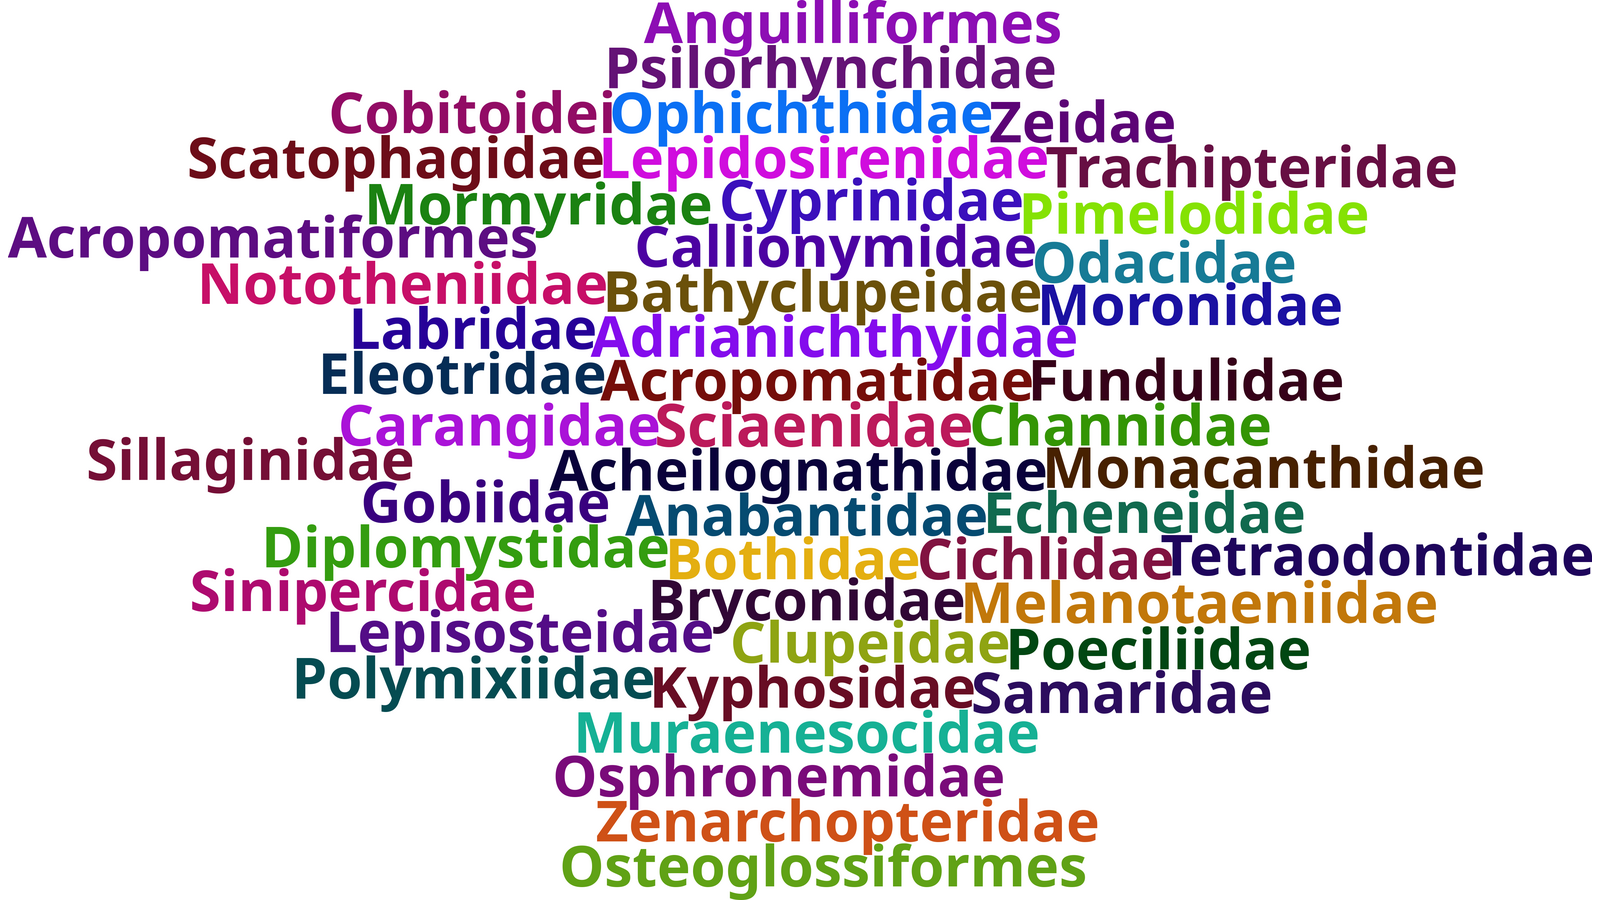 Anguilliformes
Psilorhynchidae
Cobitoidei Ophichthidae Zeidae
Scatophagidae Lepidosirenidae Trachipteridae
Mormyridae Cyprinidae Pimelodidae
Acropomatiformes Callionymidae Odacidae
Nototheniidae Bathyclupeidae Moronidae
Labridae Adrianichthyidae
Eleotridae Acropomatidae Fundulidae
Carangidae Sciaenidae Channidae
Sillaginidae Acheilognathidae Monacanthidae
Gobiidae Anabantidae Echeneidae
Diplomystidae Bothidae Cichlidae Tetraodontidae
Sinipercidae Bryconidae Melanotaeniidae
Lepisosteidae Clupeidae Poeciliidae
Polymixiidae Kyphosidae Samaridae
Muraenesocidae
Osphronemidae
Zenarchopteridae
Osteoglossiformes